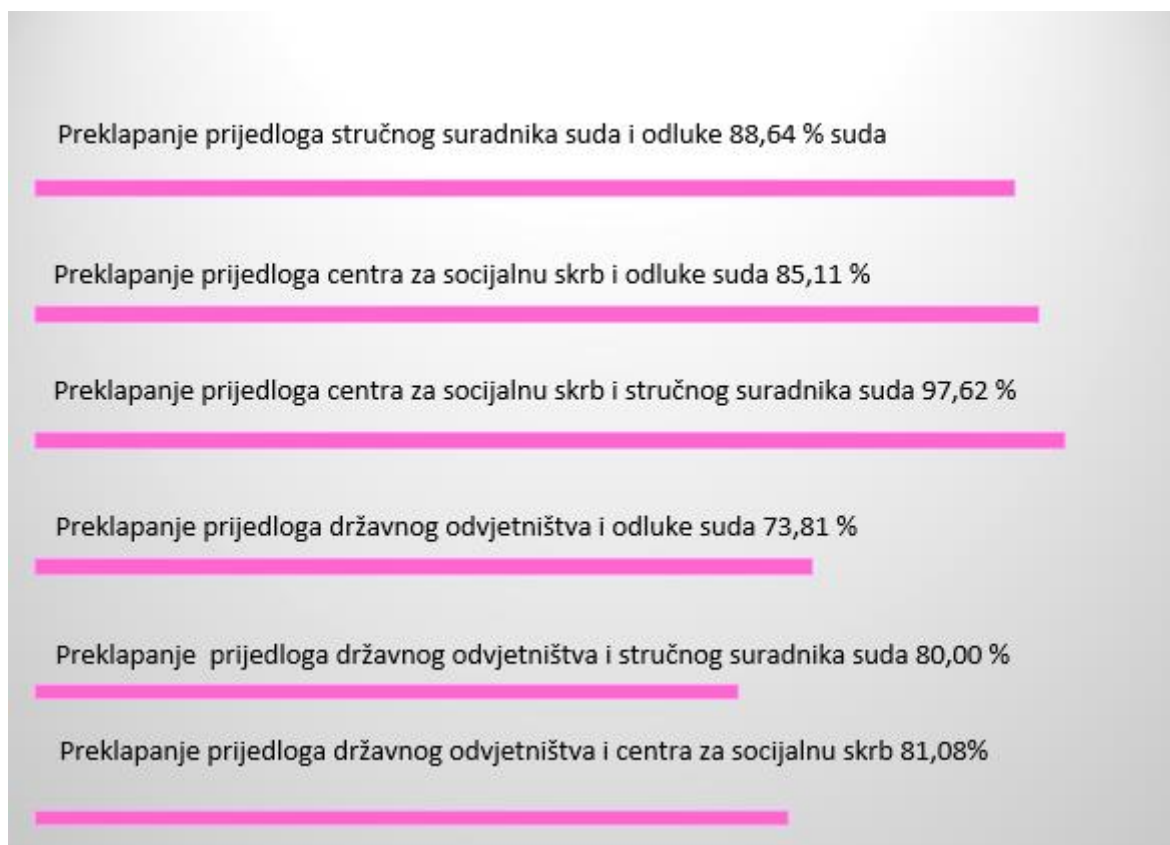 Preklapanje prijedloga stručnog suradnika suda i odluke 88,64 % suda
Preklapanje prijedloga centra za socijalnu skrb i odluke suda 85,11 %
Preklapanje prijedloga centra za socijalnu skrb i stručnog suradnika suda 97,62 %
Preklapanje prijedloga državnog odvjetništva i odluke suda 73,81 %
Preklapanje  prijedloga državnog odvjetništva i stručnog suradnika suda 80,00 %
Preklapanje prijedloga državnog odvjetništva i centra za socijalnu skrb 81,08%